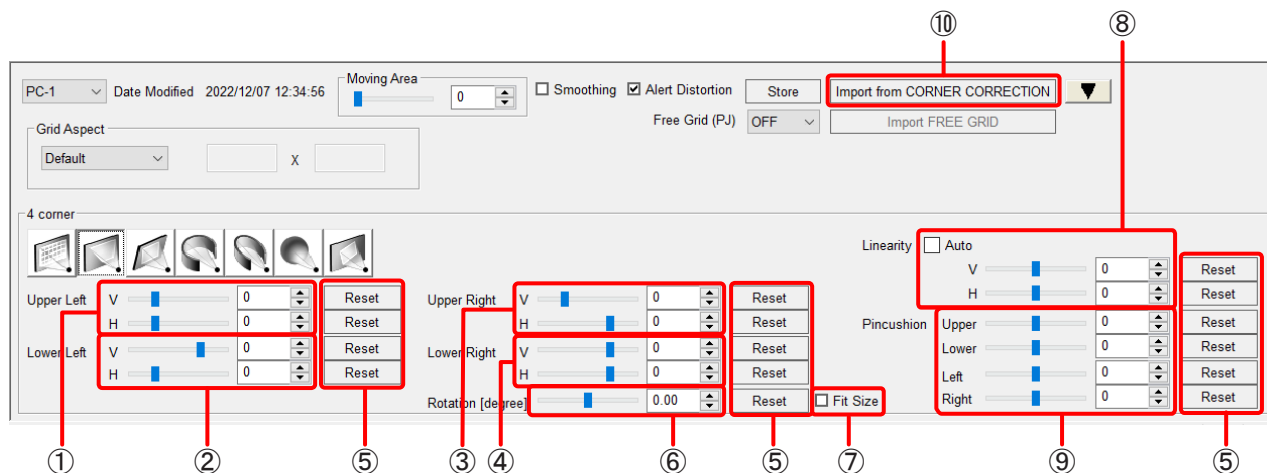 ⑩ ⑧
PC-1 Date Modified 2022/12/07 12:34:56 Moving Area 0 Smoothing Alert Distortion Store Import from CORNER CORRECTION ▼
Free Grid (PJ) OFF Import FREE GRID
Grid Aspect
Default X
4 corner
Linearity Auto
V 0 Reset
H 0 Reset
Upper Left V 0 Reset Upper Right V 0 Reset
H 0 Reset H 0 Reset
Pincushion Upper 0 Reset
Lower 0 Reset
Left 0 Reset
Right 0 Reset
Lower Left V 0 Reset Lower Right V 0 Reset
H 0 Reset H 0 Reset
Rotation [degree] 0.00 Reset Fit Size
① ② ⑤ ③ ④ ⑥ ⑤ ⑦ ⑨ ⑤